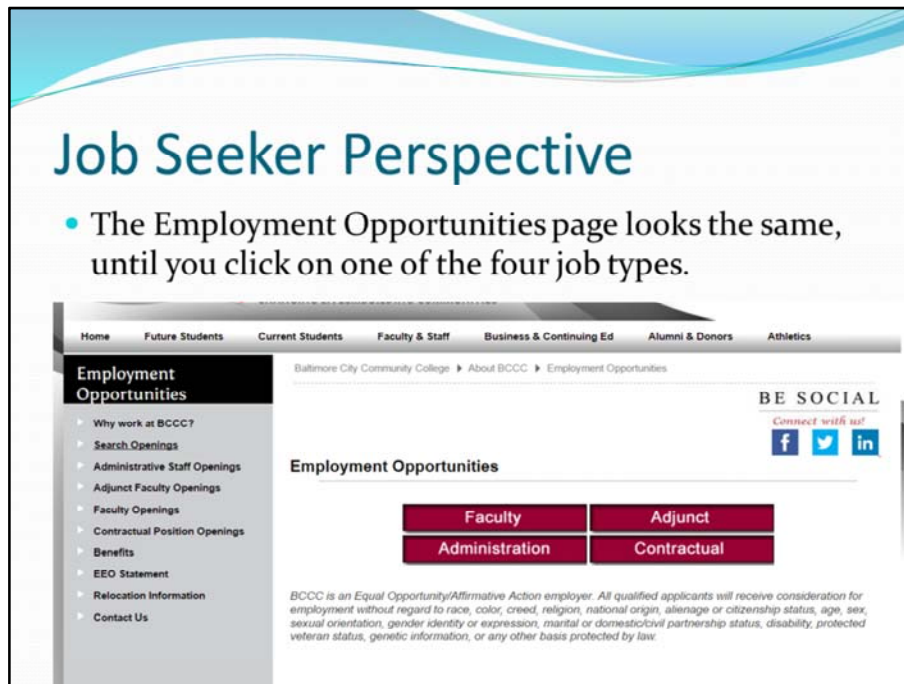 Job Seeker Perspective
• The Employment Opportunities page looks the same,
until you click on one of the four job types.
Home Future Students Current Students Faculty & Staff Business & Continuing Ed Alumni & Donors Athletics
Employment
Opportunities
Why work at BCCC?
Search Openings
Administrative Staff Openings
Adjunct Faculty Openings
Faculty Openings
Contractual Position Openings
Benefits
EEO Statement
Relocation Information
Contact Us
Baltimore City Community College ▶ About BCCC ▶ Employment Opportunities
BE SOCIAL
Connect with us!
Employment Opportunities
Faculty Adjunct
Administration Contractual
BCCC is an Equal Opportunity/Affirmative Action employer. All qualified applicants will receive consideration for
employment without regard to race, color, creed, religion, national origin, alienage or citizenship status, age, sex,
sexual orientation, gender identity or expression, marital or domestic/civil partnership status, disability, protected
veteran status, genetic information, or any other basis protected by law.